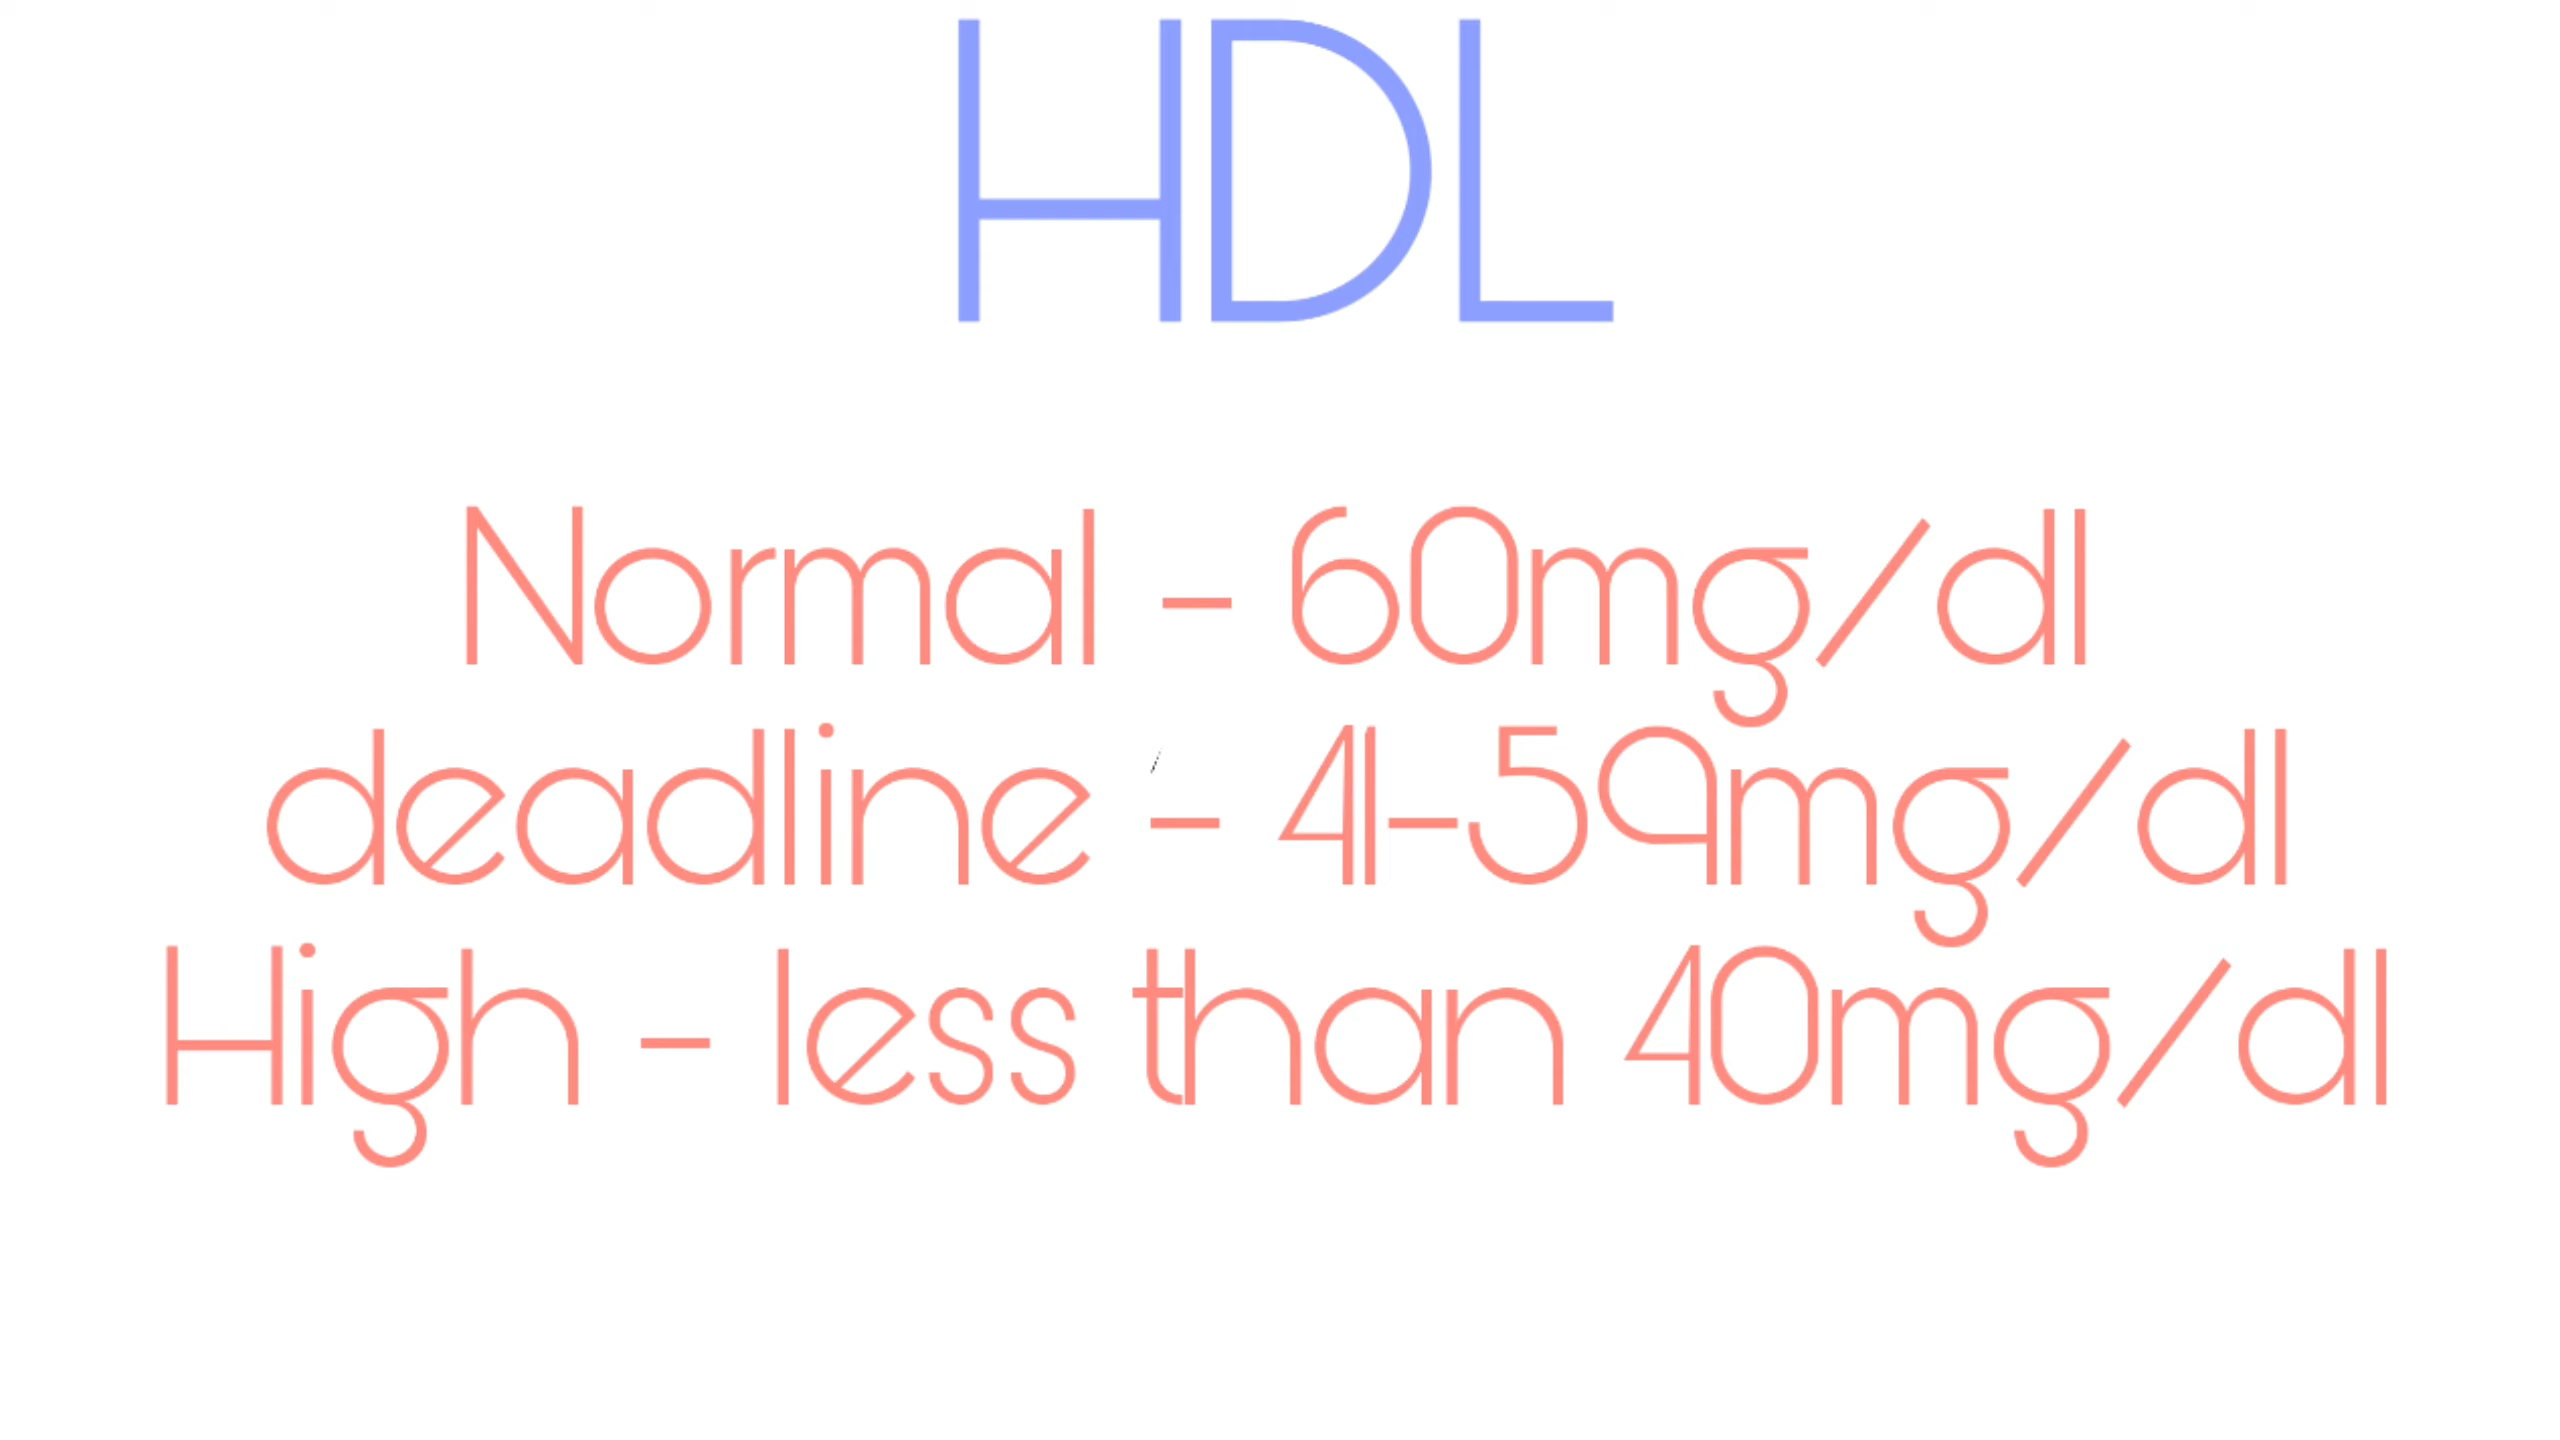 HDL
Normal - 60mg/dl
deadline - 41-59mg/dl
High - less than 40mg/dl